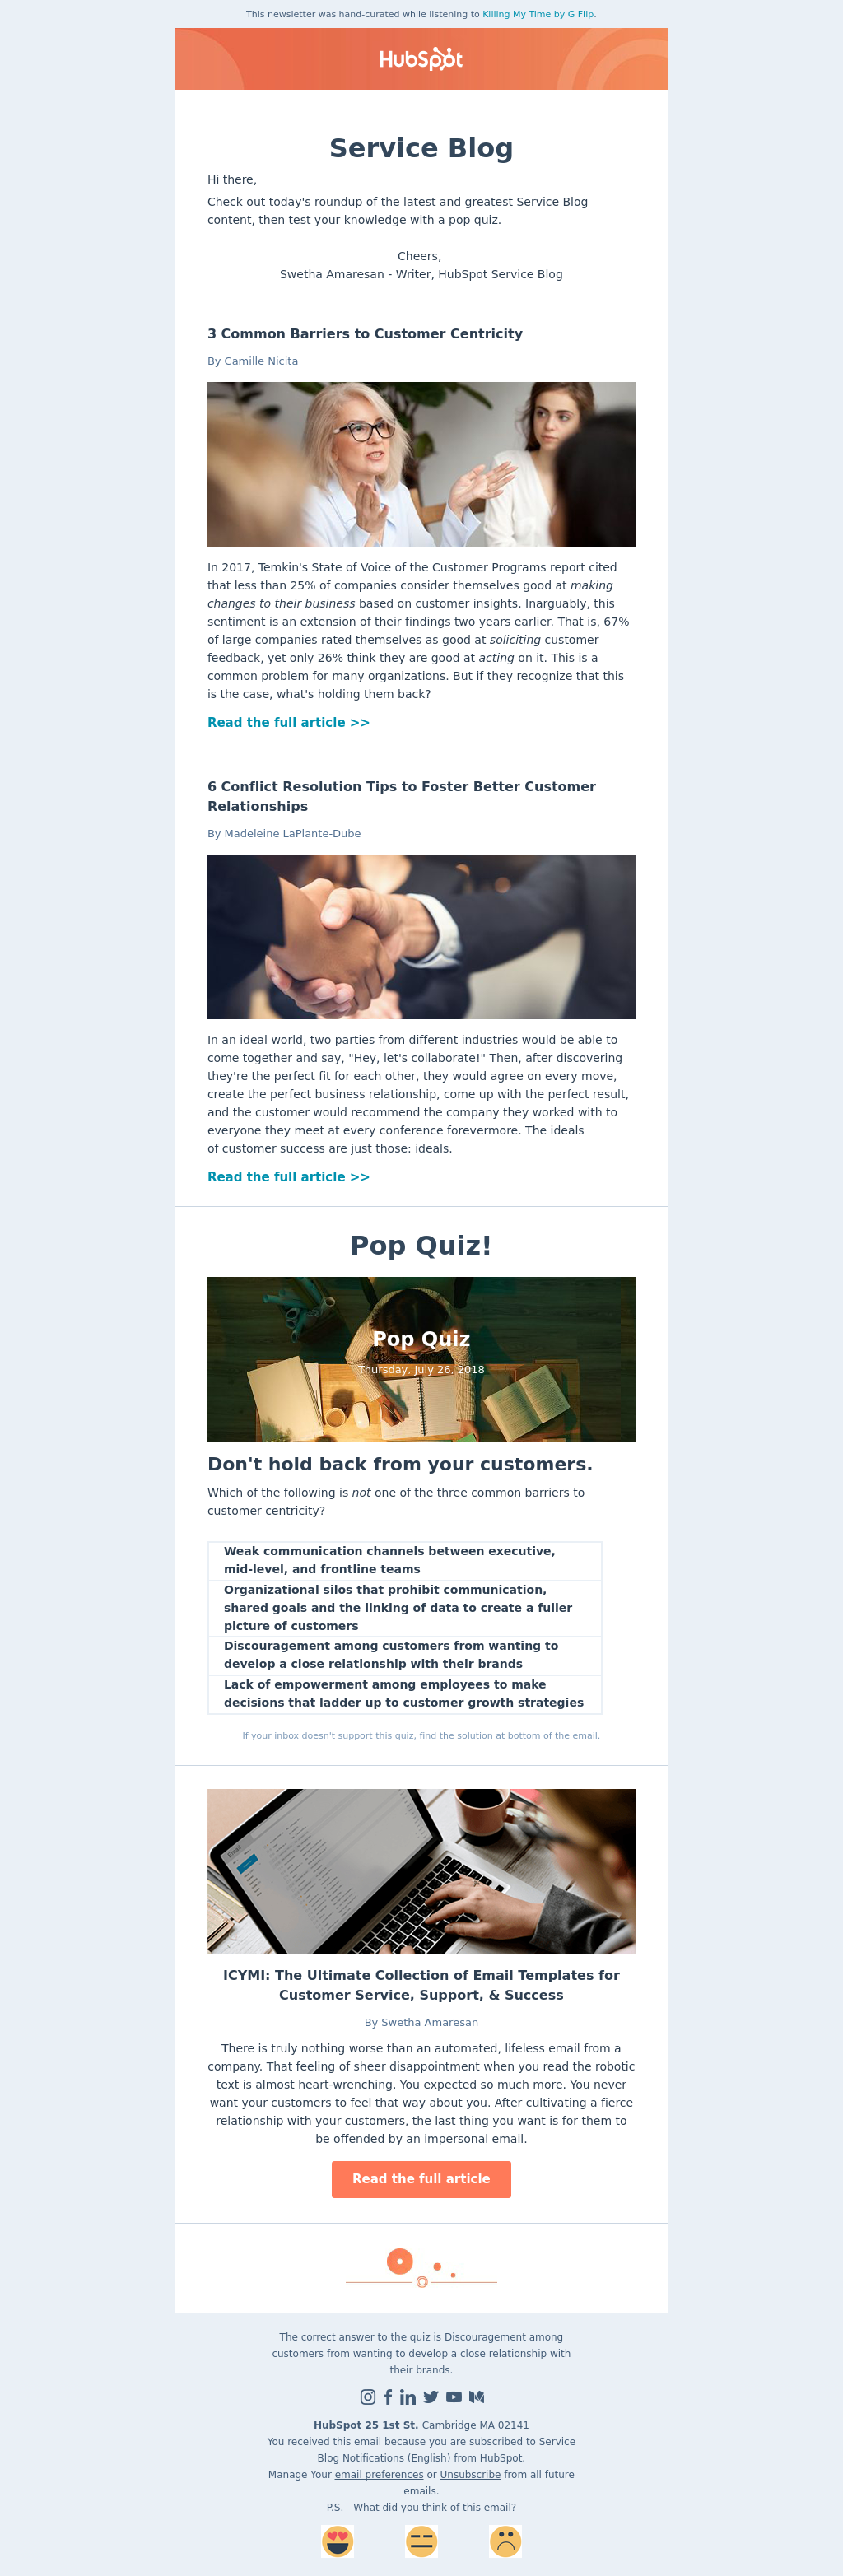 This newsletter was hand-curated while listening to Killing My Time by G Flip.
HubSpot
Service Blog
Hi there,
Check out today's roundup of the latest and greatest Service Blog
content, then test your knowledge with a pop quiz.
Cheers,
Swetha Amaresan - Writer, HubSpot Service Blog
3 Common Barriers to Customer Centricity
By Camille Nicita
In 2017, Temkin's State of Voice of the Customer Programs report cited
that less than 25% of companies consider themselves good at making
changes to their business based on customer insights. Inarguably, this
sentiment is an extension of their findings two years earlier. That is, 67%
of large companies rated themselves as good at soliciting customer
feedback, yet only 26% think they are good at acting on it. This is a
common problem for many organizations. But if they recognize that this
is the case, what's holding them back?
Read the full article >>
6 Conflict Resolution Tips to Foster Better Customer
Relationships
By Madeleine LaPlante-Dube
In an ideal world, two parties from different industries would be able to
come together and say, "Hey, let's collaborate!" Then, after discovering
they're the perfect fit for each other, they would agree on every move,
create the perfect business relationship, come up with the perfect result,
and the customer would recommend the company they worked with to
everyone they meet at every conference forevermore. The ideals
of customer success are just those: ideals.
Read the full article >>
Pop Quiz!
Pop Quiz
Thursday, July 26, 2018
Don't hold back from your customers.
Which of the following is not one of the three common barriers to
customer centricity?
Weak communication channels between executive,
mid-level, and frontline teams
Organizational silos that prohibit communication,
shared goals and the linking of data to create a fuller
picture of customers
Discouragement among customers from wanting to
develop a close relationship with their brands
Lack of empowerment among employees to make
decisions that ladder up to customer growth strategies
If your inbox doesn't support this quiz, find the solution at bottom of the email.
Email
ICYMI: The Ultimate Collection of Email Templates for
Customer Service, Support, & Success
By Swetha Amaresan
There is truly nothing worse than an automated, lifeless email from a
company. That feeling of sheer disappointment when you read the robotic
text is almost heart-wrenching. You expected so much more. You never
want your customers to feel that way about you. After cultivating a fierce
relationship with your customers, the last thing you want is for them to
be offended by an impersonal email.
Read the full article
The correct answer to the quiz is Discouragement among
customers from wanting to develop a close relationship with
their brands.
HubSpot 25 1st St. Cambridge MA 02141
You received this email because you are subscribed to Service
Blog Notifications (English) from HubSpot.
Manage Your email preferences or Unsubscribe from all future
emails.
P.S. - What did you think of this email?